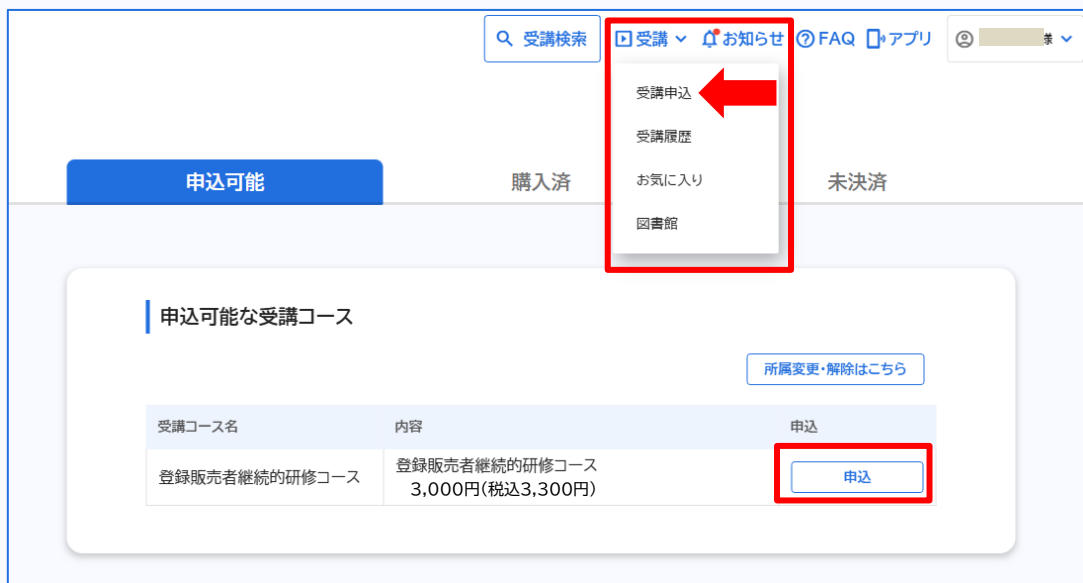 受講検索
受講
お知らせ
FAQ
アプリ
様
受講申込
受講履歴
お気に入り
図書館
申込可能
購入済
未決済
申込可能な受講コース
所属変更・解除はこちら
受講コース名
内容
申込
登録販売者継続的研修コース
登録販売者継続的研修コース
3,000円(税込3,300円)
申込